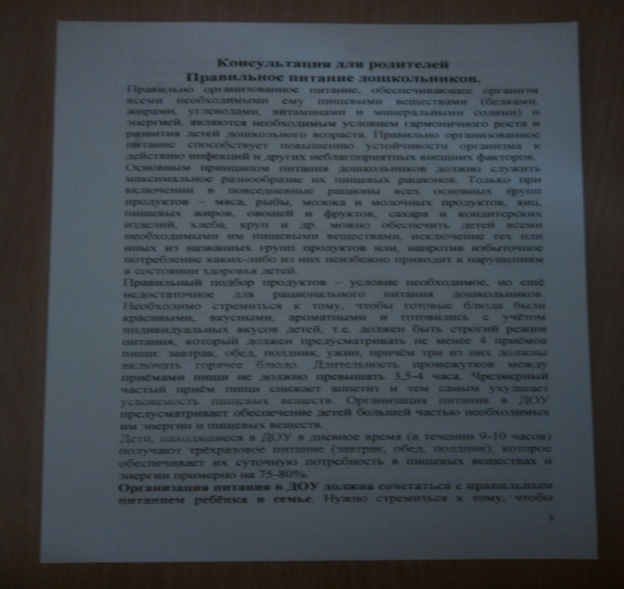 Консультация для родителей
Правильное питание дошкольников.
Правильно организованное питание, обеспечивающее организм
всеми необходимыми ему пищевыми веществами (белками,
жирами, углеводами, витаминами и минеральными солями) и
энергией, являются необходимым условием гармоничного роста и
развития детей дошкольного возраста. Правильно организованное
питание способствует повышению устойчивости организма к
действию инфекций и других неблагоприятных внешних факторов.
Основным принципом питания дошкольников должно служить
максимальное разнообразие их пищевых рационов. Только при
включении в повседневные рационы всех основных групп
продуктов – мяса, рыбы, молока и молочных продуктов, яиц,
пищевых жиров, овощей и фруктов, сахара и кондитерских
изделий, хлеба, круп и др. можно обеспечить детей всеми
необходимыми им пищевыми веществами, исключение тех или
иных из названных групп продуктов или, напротив избыточное
потребление каких-либо из них неизбежно приводит к нарушениям
в состоянии здоровья детей.
Правильный подбор продуктов – условие необходимое, но ещё
недостаточное для рационального питания дошкольников.
Необходимо стремиться к тому, чтобы готовые блюда были
красивыми, вкусными, ароматными и готовились с учётом
индивидуальных вкусов детей, т.е. должен быть строгий режим
питания, который должен предусматривать не менее 4 приёмов
пищи: завтрак, обед, полдник, ужин, причём три из них должны
включать горячее блюдо. Длительность промежутков между
приёмами пищи не должно превышать 3,5-4 часа. Чрезмерный
частый приём пищи снижает аппетит и тем самым ухудшает
усвояемость пищевых веществ. Организация питания в ДОУ
предусматривает обеспечение детей большей частью необходимых
им энергии и пищевых веществ.
Дети, находящиеся в ДОУ в дневное время (в течении 9-10 часов)
получают трёхразовое питание (завтрак, обед, полдник), которое
обеспечивает их суточную потребность в пищевых веществах и
энергии примерно на 75-80%.
Организация питания в ДОУ должна сочетаться с правильным
питанием ребёнка в семье. Нужно стремиться к тому, чтобы